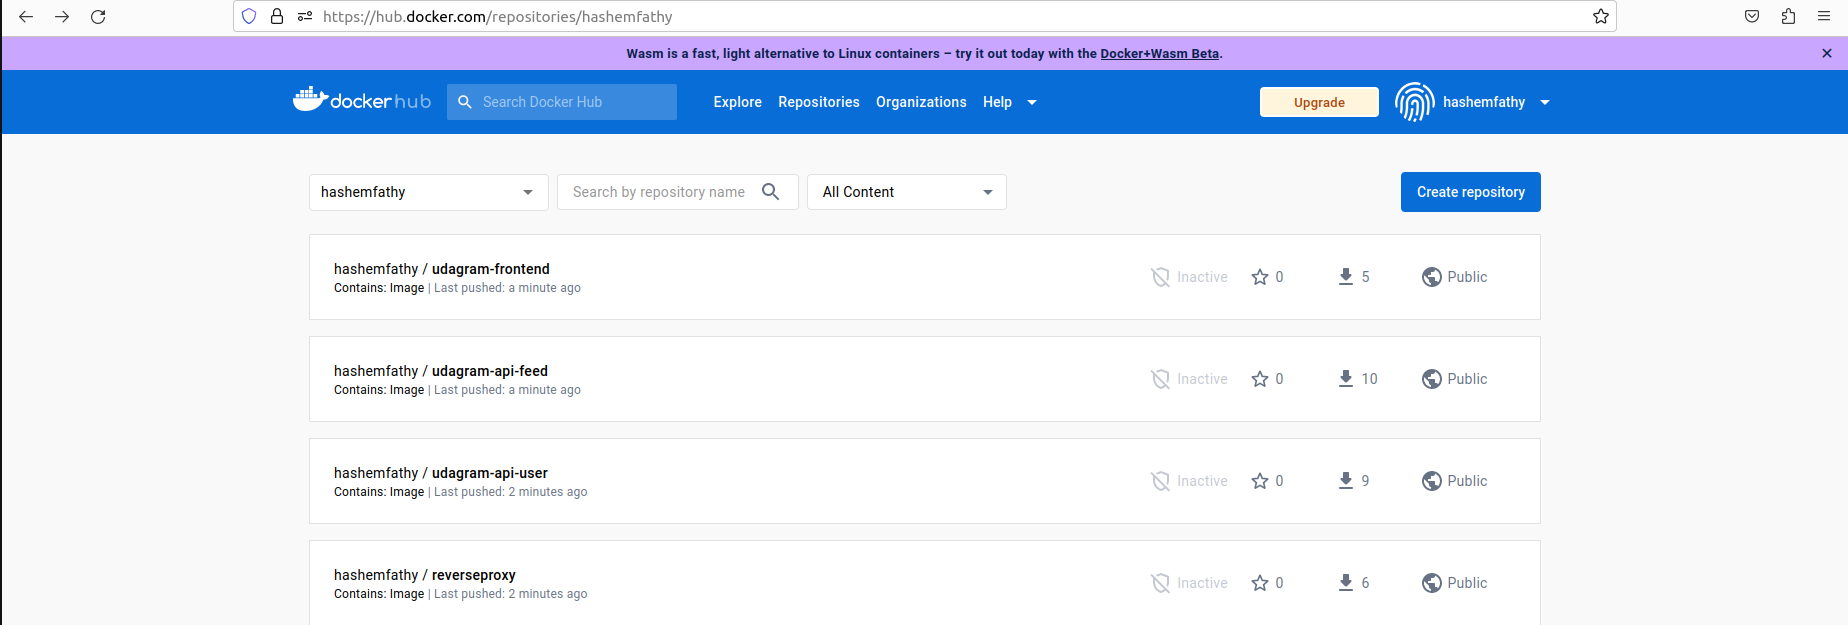 https://hub.docker.com/repositories/hashemfathy
Wasm is a fast, light alternative to Linux containers – try it out today with the Docker+Wasm Beta.
dockerhub Search Docker Hub Explore Repositories Organizations Help Upgrade hashemfathy
hashemfathy Search by repository name All Content Create repository
hashemfathy / udagram-frontend
Contains: Image | Last pushed: a minute ago
Inactive 0 5 Public
hashemfathy / udagram-api-feed
Contains: Image | Last pushed: a minute ago
Inactive 0 10 Public
hashemfathy / udagram-api-user
Contains: Image | Last pushed: 2 minutes ago
Inactive 0 9 Public
hashemfathy / reverseproxy
Contains: Image | Last pushed: 2 minutes ago
Inactive 0 6 Public